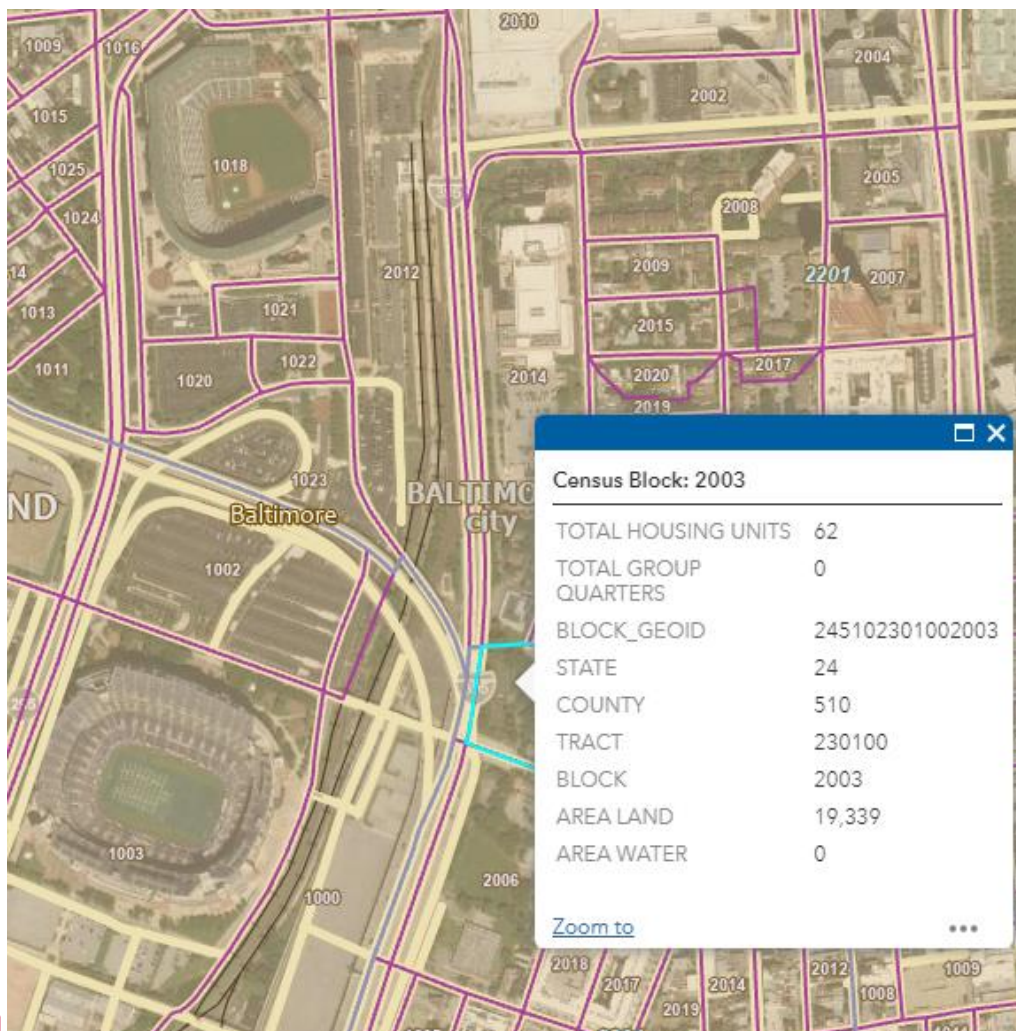 2010
1009
1016
2004
2002
1015
1018
1025
2005
1024
2008
2009
2012
14
2201
2007
1021
1013
2015
1022
1011
2017
1020
2014
2020
2019
Census Block: 2003
1023
BALTIMO
ND
Baltimore
city
TOTAL HOUSING UNITS 62
TOTAL GROUP 0
QUARTERS
1002
BLOCK_GEOID 245102301002003
STATE 24
COUNTY 510
TRACT 230100
BLOCK 2003
AREA LAND 19,339
AREA WATER 0
1003
2006
1000
Zoom to
2018
2012
1009
2017
2014
1008
2019